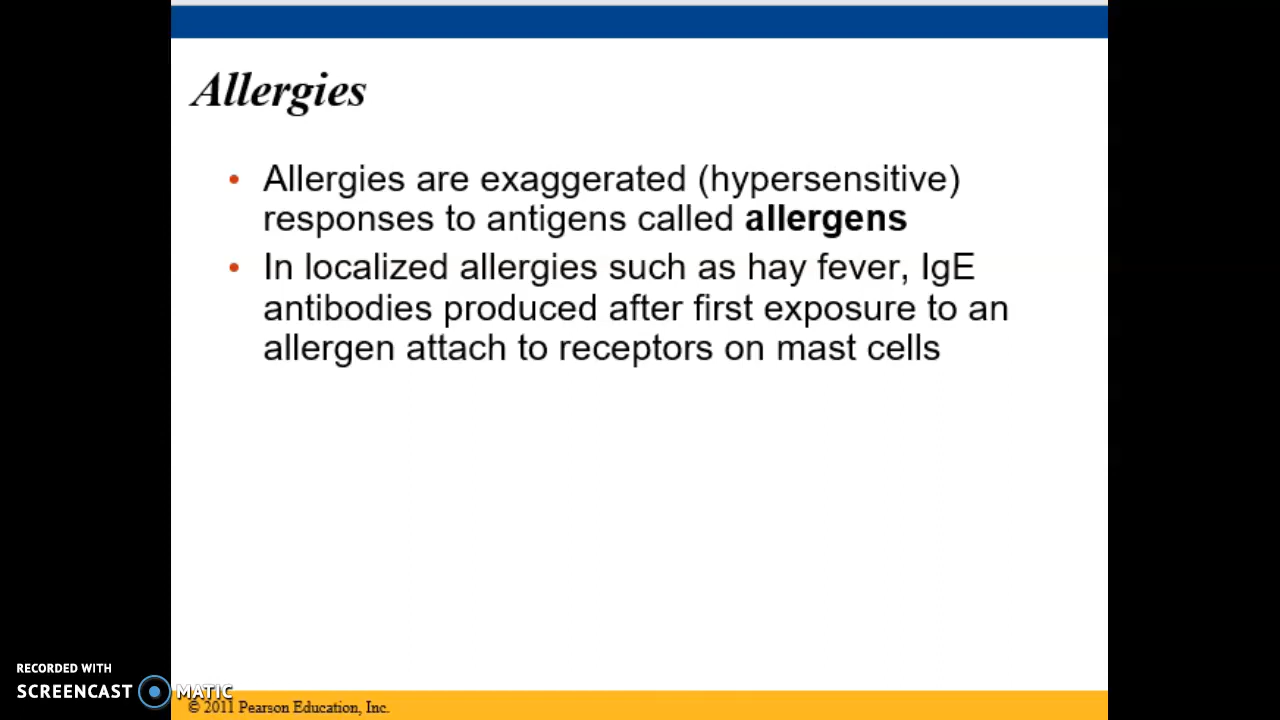 Allergies
• Allergies are exaggerated (hypersensitive)
responses to antigens called allergens
• In localized allergies such as hay fever, IgE
antibodies produced after first exposure to an
allergen attach to receptors on mast cells
RECORDED WITH
SCREENCAST MATIC
© 2011 Pearson Education, Inc.